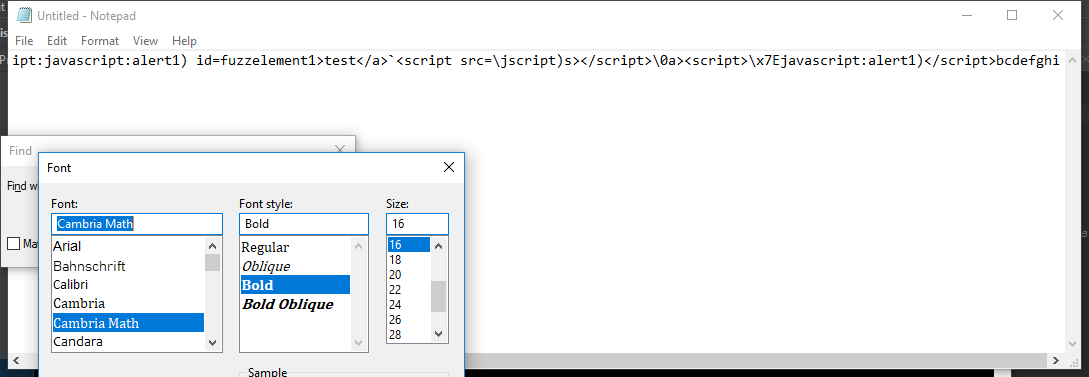 Untitled - Notepad
File Edit Format View Help
ipt:javascript:alert1) id=fuzzelement1>test</a>`<script src=\jscript)s></script>\0a><script>\x7Ejavascript:alert1)</script>bcdefghi
Find
Find w
Ma
Font
Font: Font style: Size:
Cambria Math Bold 16
Arial
Bahnschrift
Calibri
Cambria
Cambria Math
Candara
Regular
Oblique
Bold
Bold Oblique
16
18
20
22
24
26
28
Sample